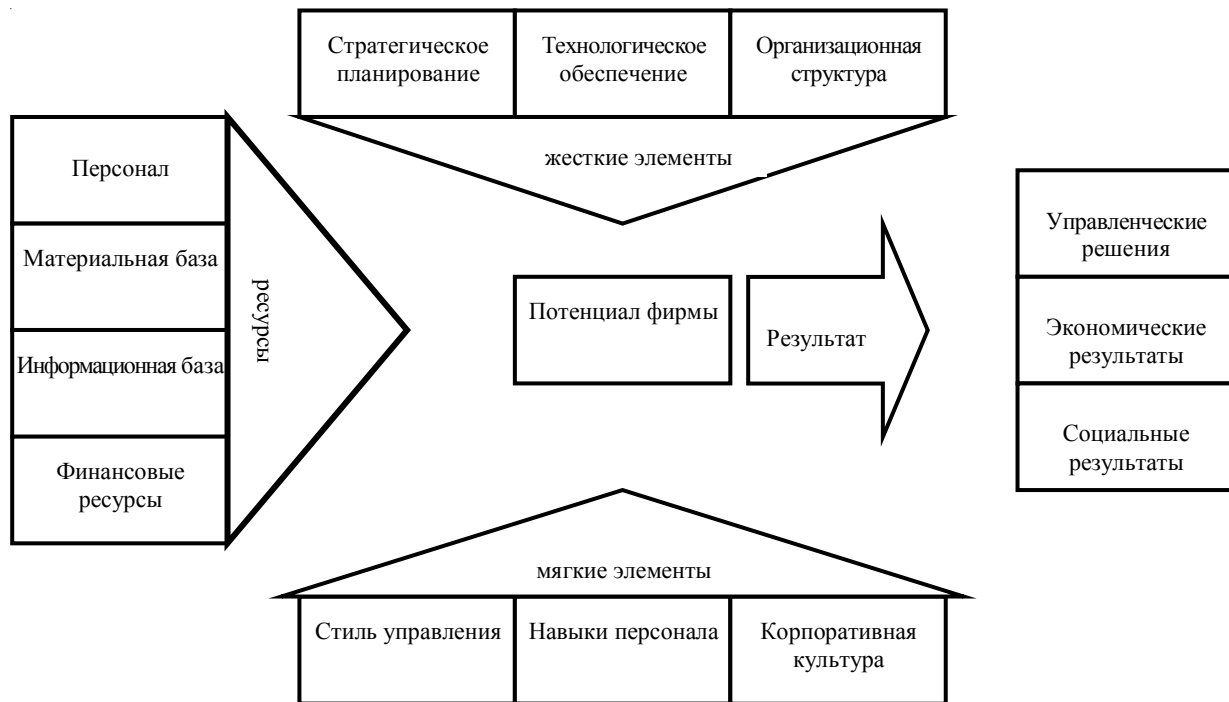 Стратегическое
планирование
Технологическое
обеспечение
Организационная
структура
жесткие элементы
Персонал
Материальная база
Информационная база
Финансовые
ресурсы
ресурсы
Потенциал фирмы
Результат
Управленческие
решения
Экономические
результаты
Социальные
результаты
мягкие элементы
Стиль управления
Навыки персонала
Корпоративная
культура